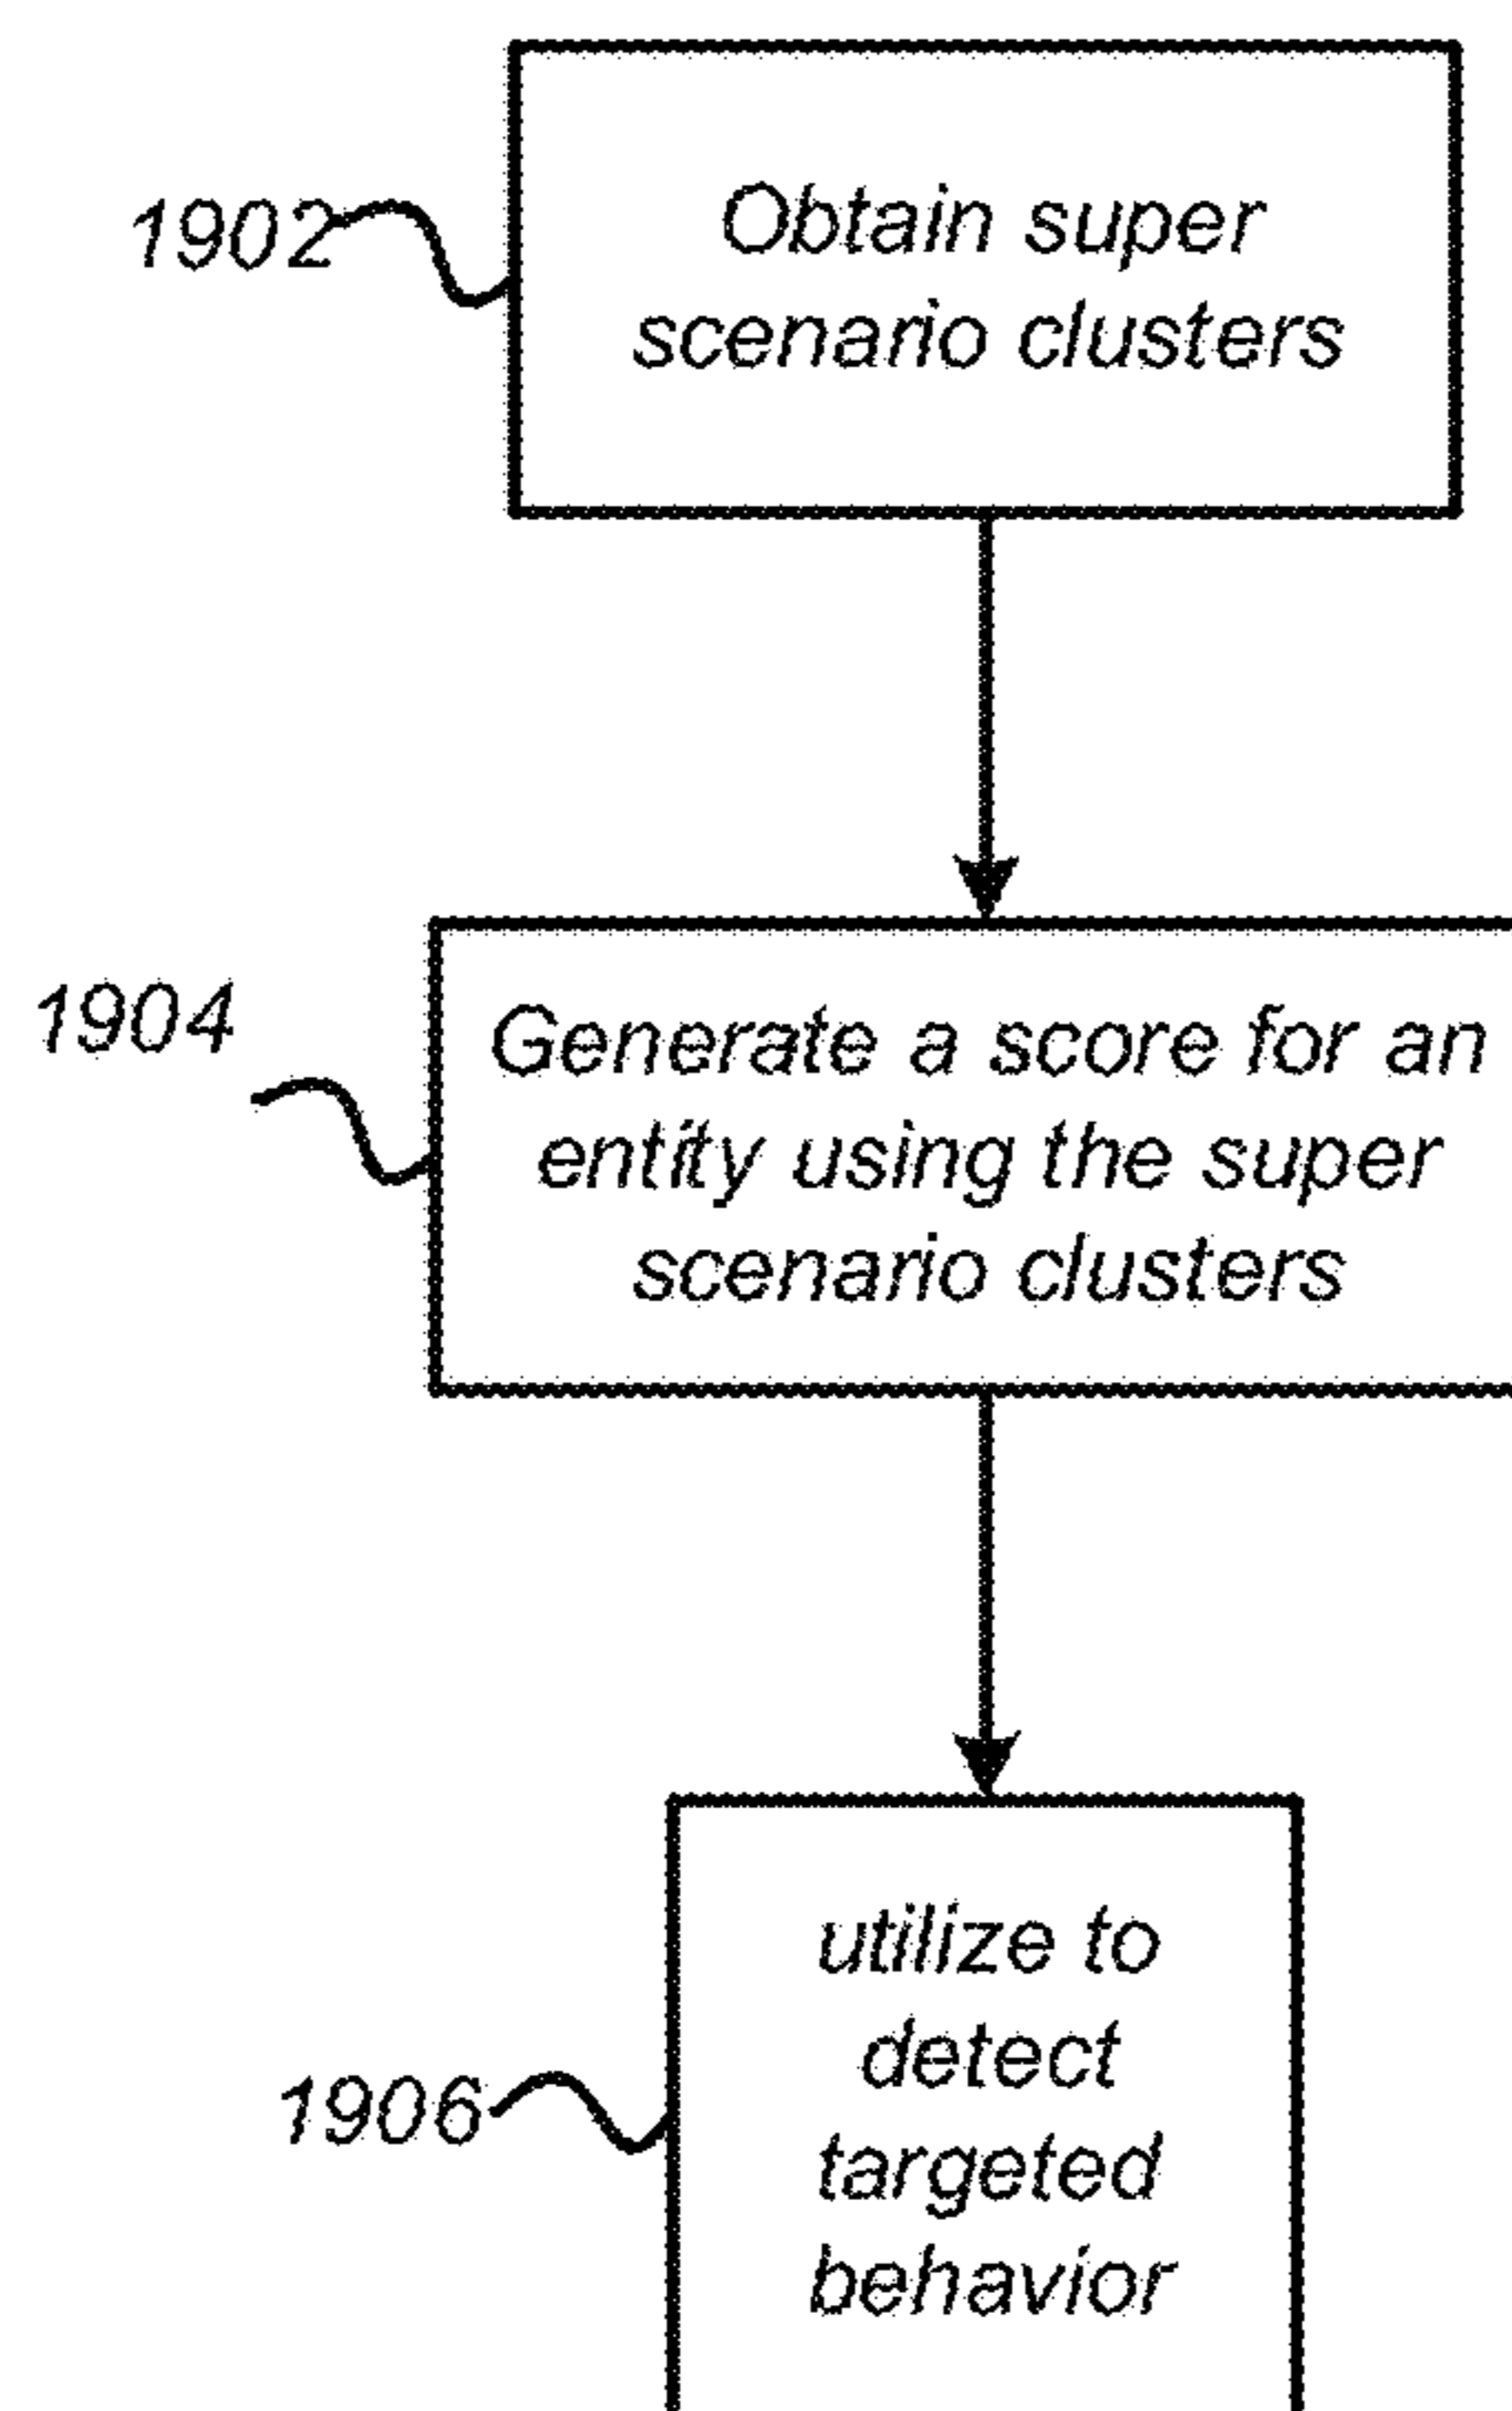 1902
Obtain super
scenario clusters
1904
Generate a score for an
entity using the super
scenario clusters
1906
utilize to
detect
targeted
behavior